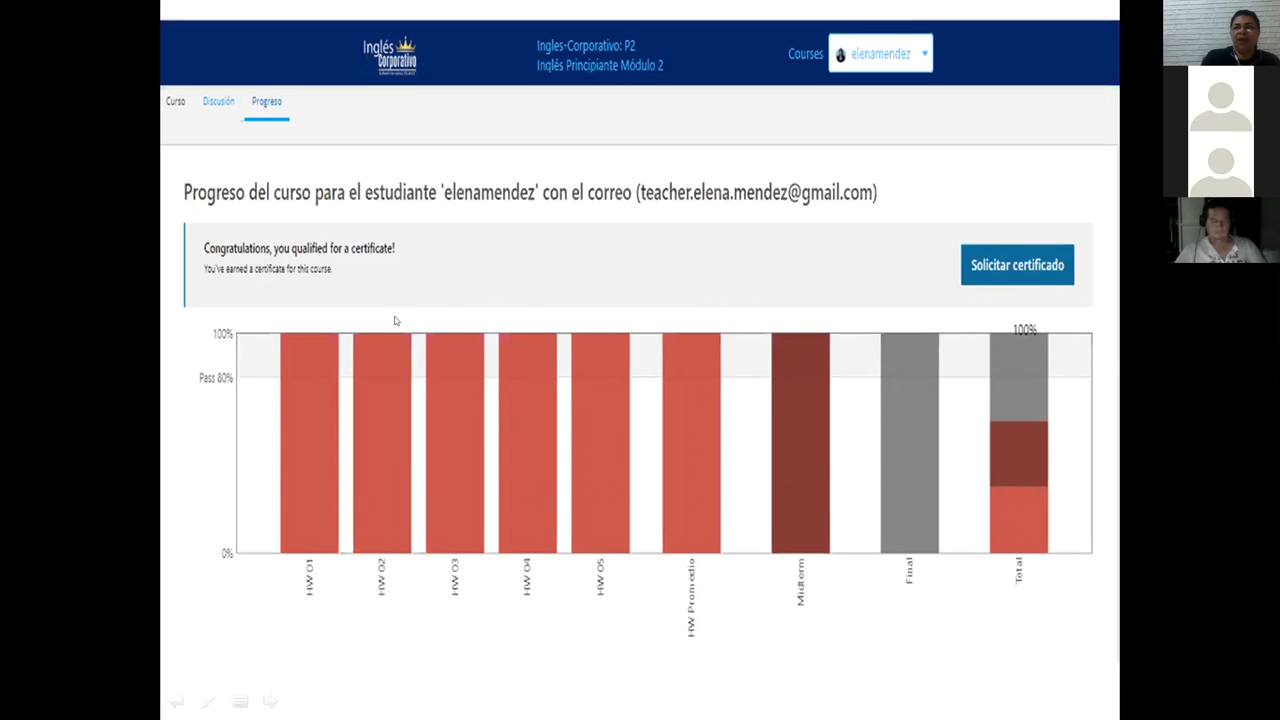 Inglés
Corporativo
Ingles-Corporativo: P2
Inglés Principiante Módulo 2
Courses
elenamendez
Curso
Discusión
Progreso
Progreso del curso para el estudiante 'elenamendez' con el correo (teacher.elena.mendez@gmail.com)
Congratulations, you qualified for a certificate!
You've earned a certificate for this course.
Solicitar certificado
100%
100%
Pass 80%
0%
HW 01
HW 02
HW 03
HW 04
HW 05
HW Promedio
Midterm
Final
Total